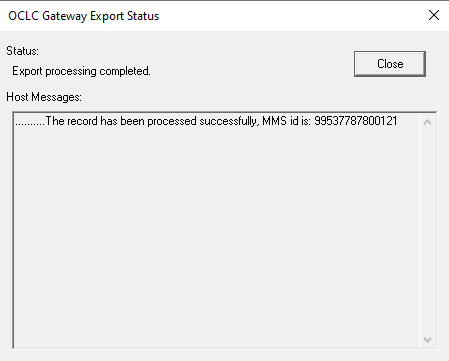 OCLC Gateway Export Status
Status:
Export processing completed.
Close
Host Messages:
..........The record has been processed successfully, MMS id is: 99537787800121